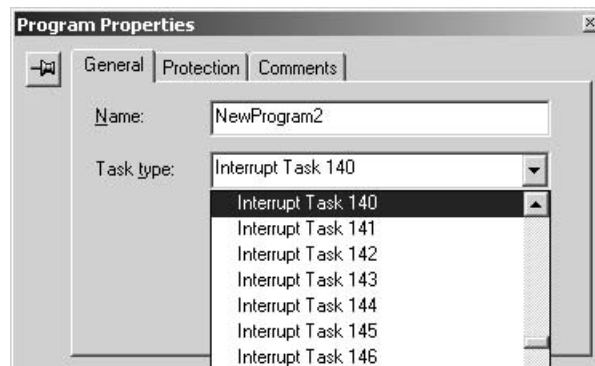 Program Properties
General Protection Comments
Name: NewProgram2
Task type: Interrupt Task 140
Interrupt Task 140
Interrupt Task 141
Interrupt Task 142
Interrupt Task 143
Interrupt Task 144
Interrupt Task 145
Interrupt Task 146